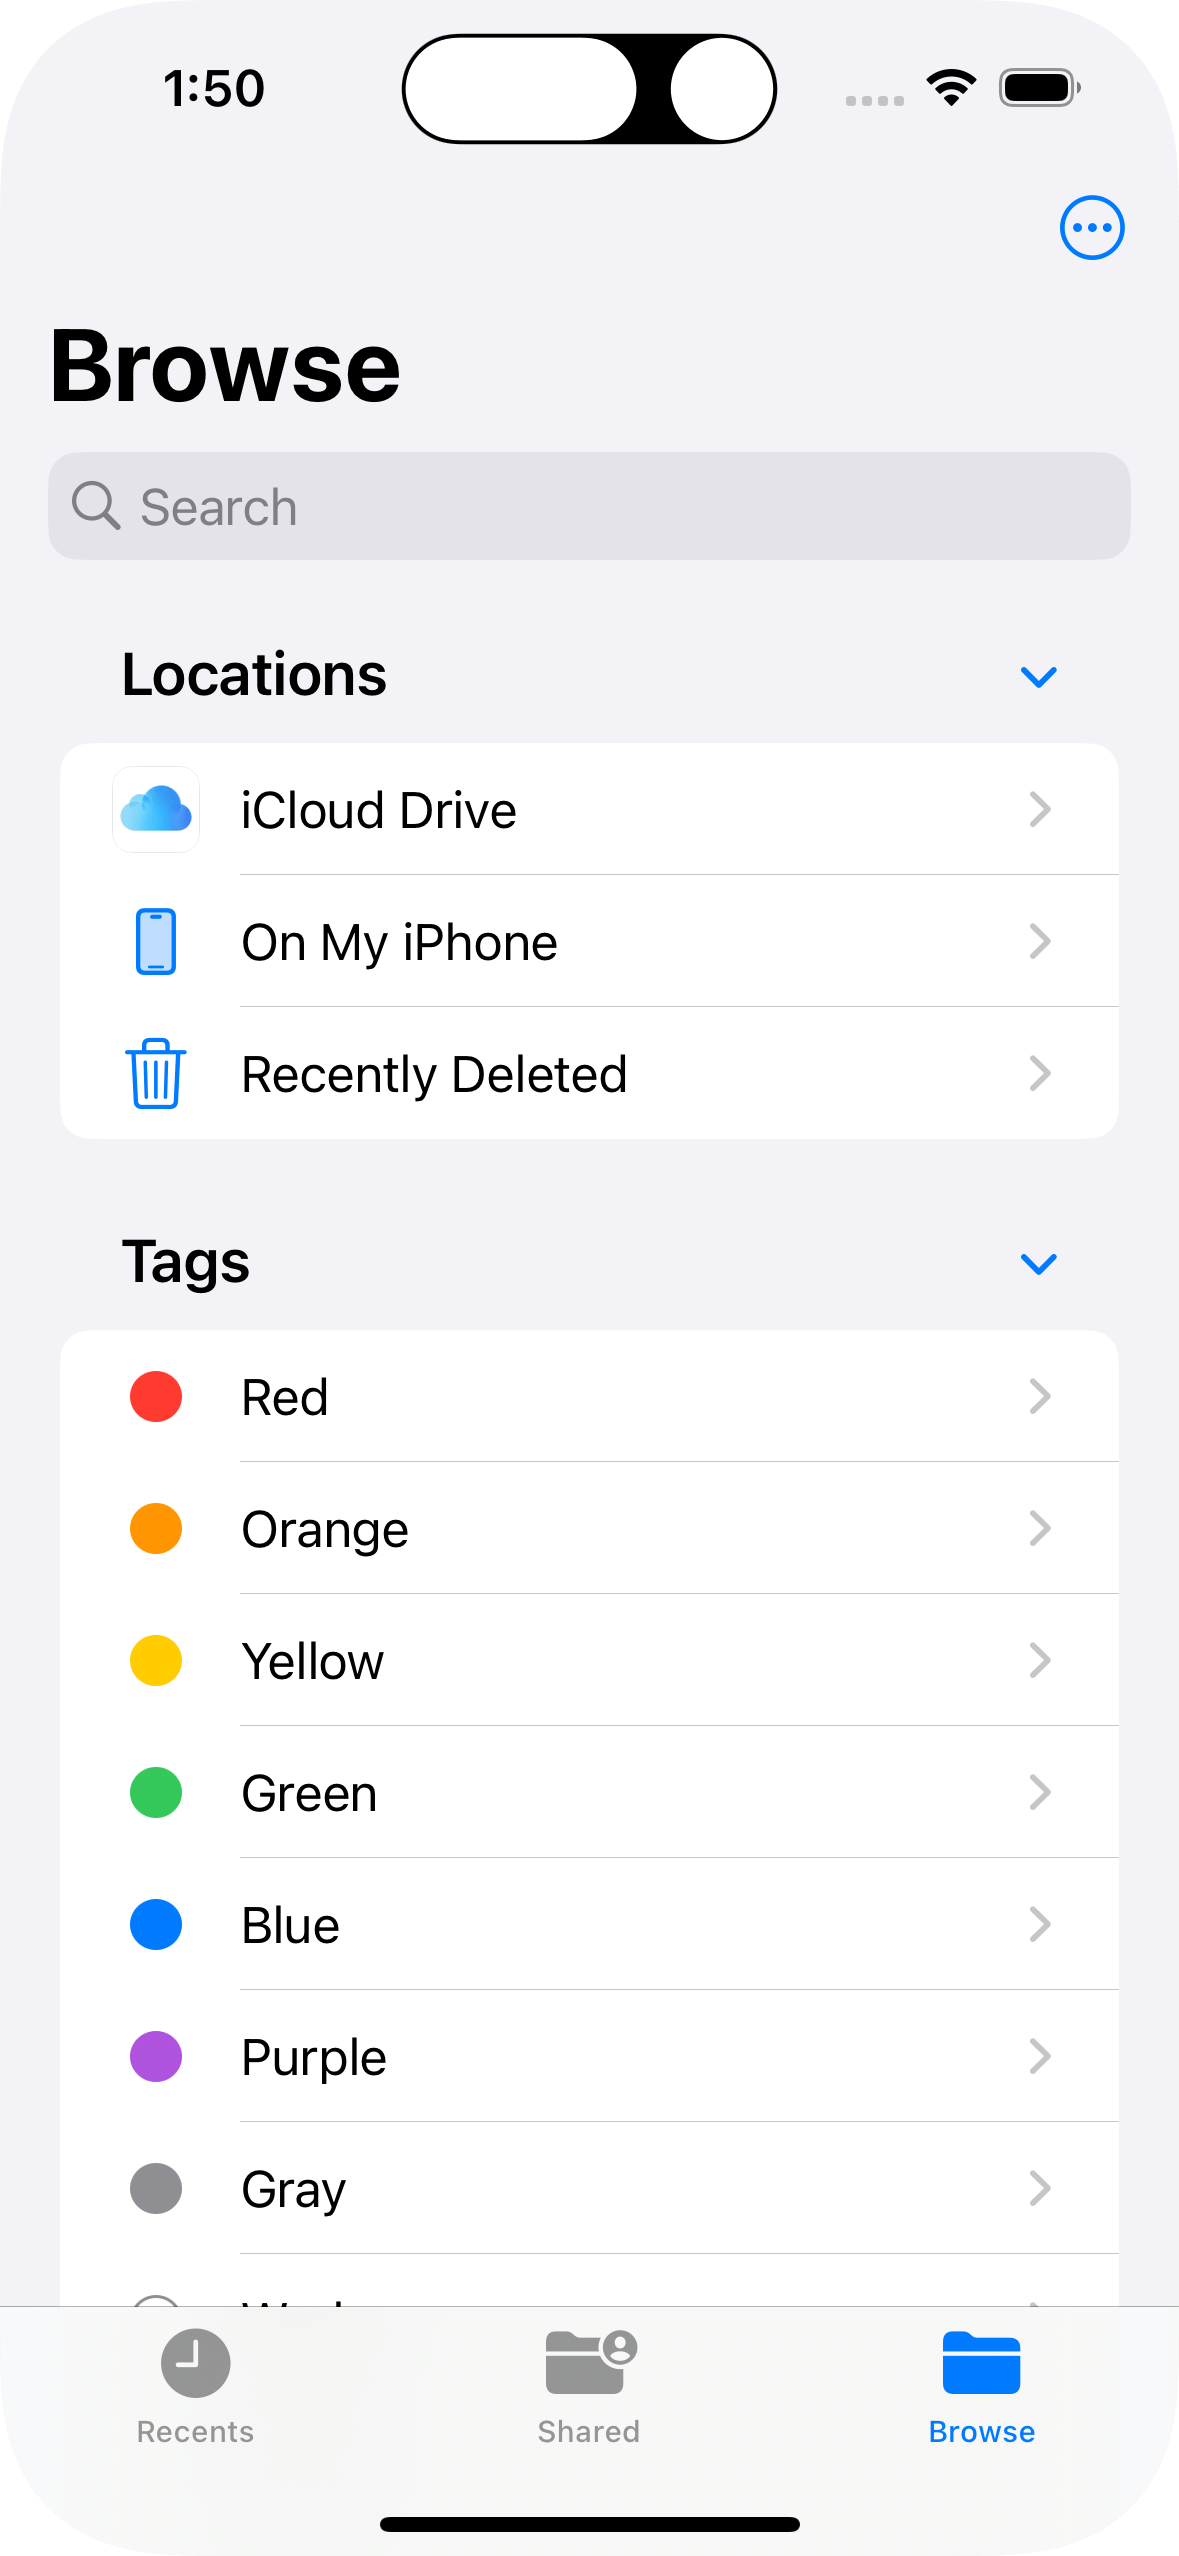 1:50
Browse
Search
Locations
iCloud Drive
On My iPhone
Recently Deleted
Tags
Red
Orange
Yellow
Green
Blue
Purple
Gray
Recents
Shared
Browse